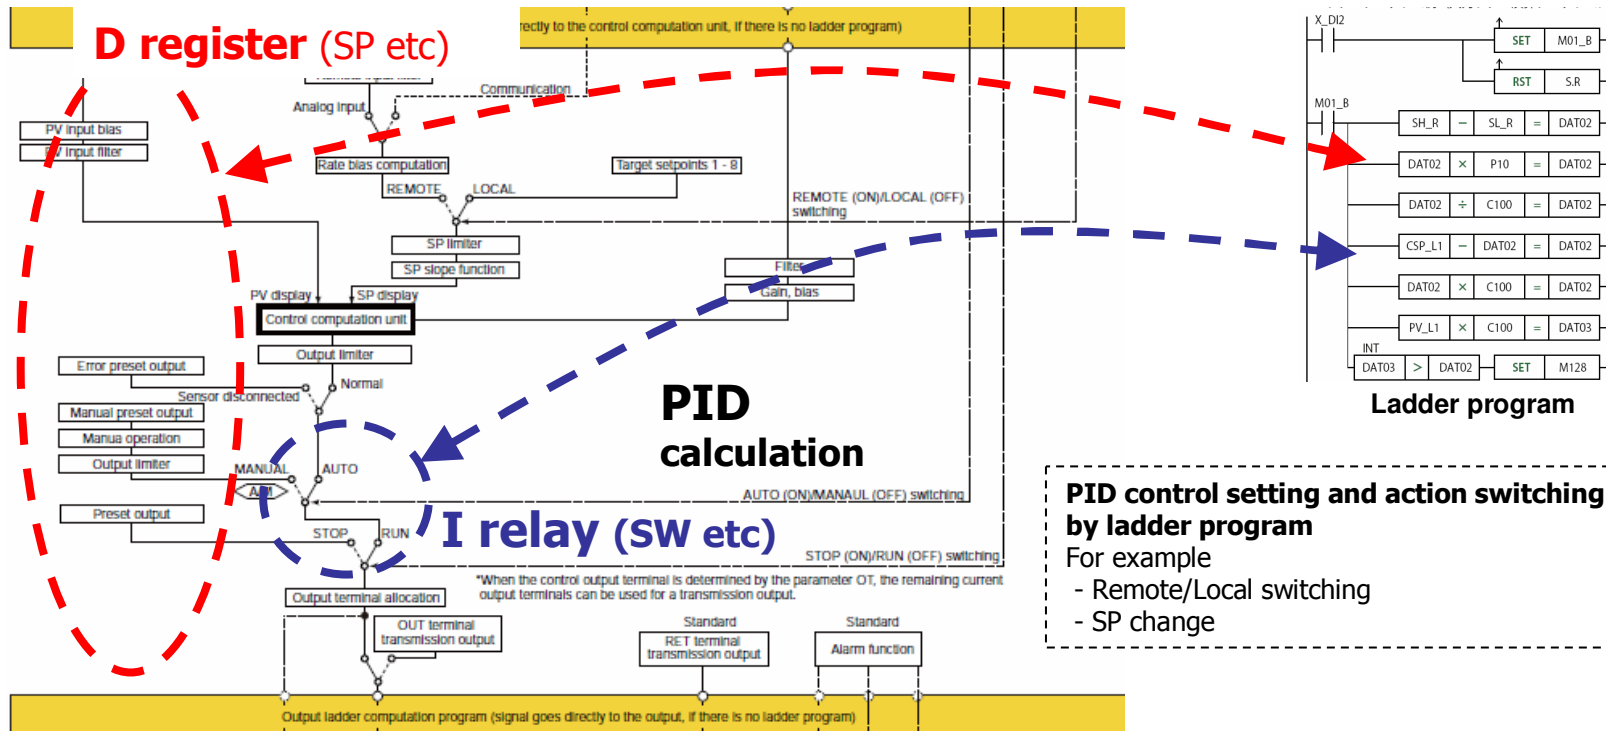 rectly to the control computation unit, if there is no ladder program)
D register (SP etc)
Communication
Analog input
PV input bias
PV input filter
Rate bias computation
Target setpoints 1 - 8
REMOTE
LOCAL
REMOTE (ON)/LOCAL (OFF)
switching
SP limiter
SP slope function
Filter
Gain, bias
PV display
SP display
Control computation unit
Output limiter
Error preset output
Normal
Sensor disconnected
Manual preset output
Manua operation
Output limiter
MANUAL
AUTO
A/M
PID
calculation
AUTO (ON)/MANAUL (OFF) switching
Preset output
STOP
RUN
I relay (SW etc)
STOP (ON)/RUN (OFF) switching
*When the control output terminal is determined by the parameter OT, the remaining current
output terminals can be used for a transmission output.
Output terminal allocation
OUT terminal
transmission output
Standard
RET terminal
transmission output
Standard
Alarm function
Output ladder computation program (signal goes directly to the output, if there is no ladder program)
X_DI2
SET M01_B
RST S.R
M01_B
SH_R − SL_R = DAT02
DAT02 × P10 = DAT02
DAT02 ÷ C100 = DAT02
CSP_L1 − DAT02 = DAT02
DAT02 × C100 = DAT02
PV_L1 × C100 = DAT03
INT
DAT03 > DAT02 SET M128
Ladder program
PID control setting and action switching
by ladder program
For example
- Remote/Local switching
- SP change